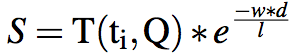 S = T(tᵢ,Q) * e^(-w*d/l)